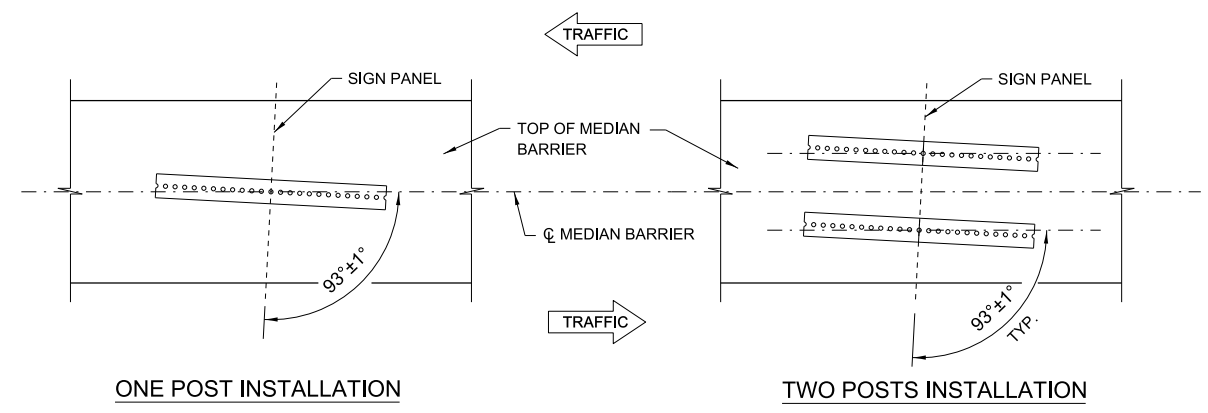 TRAFFIC
SIGN PANEL
SIGN PANEL
TOP OF MEDIAN
BARRIER
℄ MEDIAN BARRIER
93°±1°
93°±1°
TYP.
TRAFFIC
ONE POST INSTALLATION
TWO POSTS INSTALLATION